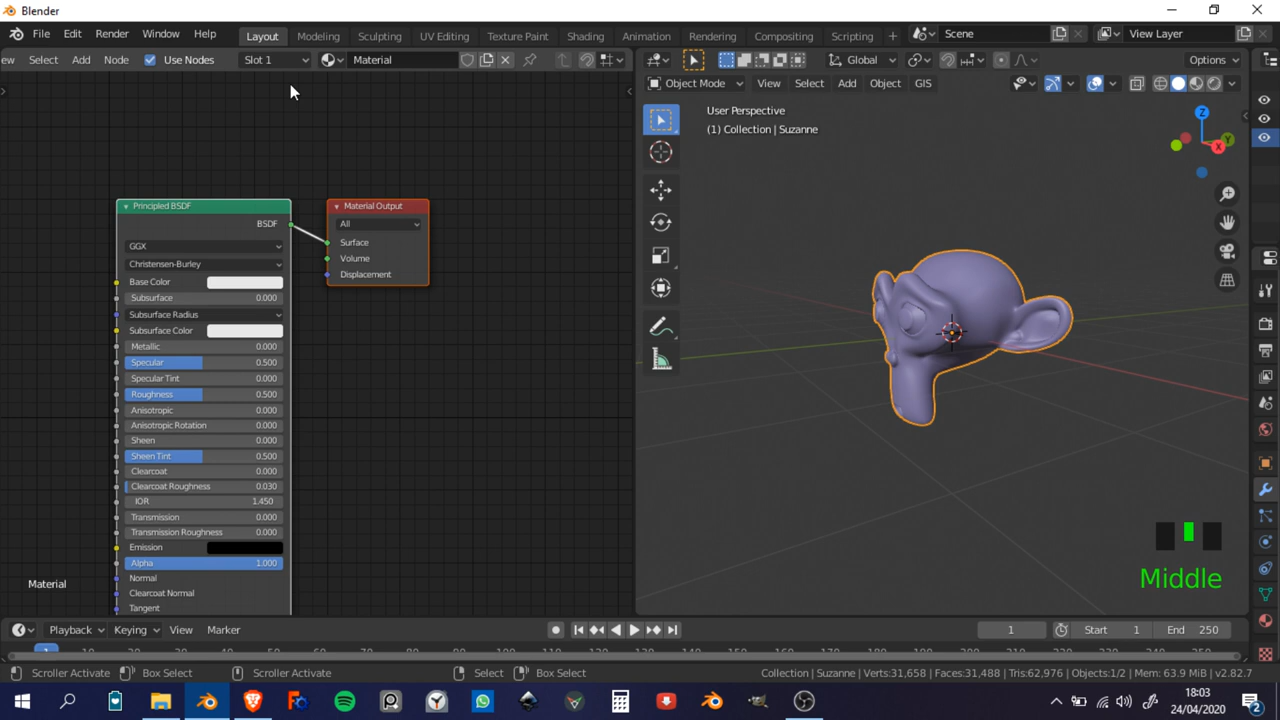 Blender
File Edit Render Window Help Layout Modeling Sculpting UV Editing Texture Paint Shading Animation Rendering Compositing Scripting + Scene View Layer
ew Select Add Node Use Nodes Slot 1 Material Global Options
Object Mode View Select Add Object GIS
User Perspective
(1) Collection | Suzanne
Z
Y
X
Principled BSDF
BSDF
GGX
Christensen-Burley
Base Color
Subsurface 0.000
Subsurface Radius
Subsurface Color
Metallic 0.000
Specular 0.500
Specular Tint 0.000
Roughness 0.500
Anisotropic 0.000
Anisotropic Rotation 0.000
Sheen 0.000
Sheen Tint 0.500
Clearcoat 0.000
Clearcoat Roughness 0.030
IOR 1.450
Transmission 0.000
Transmission Roughness 0.000
Emission
Alpha 1.000
Normal
Clearcoat Normal
Tangent
Material Output
All
Surface
Volume
Displacement
Material
Middle
Playback Keying View Marker 1 Start 1 End 250
Scroller Activate Box Select Scroller Activate Select Box Select Collection | Suzanne | Verts:31,658 | Faces:31,488 | Tris:62,976 | Objects:1/2 | Mem: 63.9 MiB | v2.82.7
18:03
24/04/2020
2